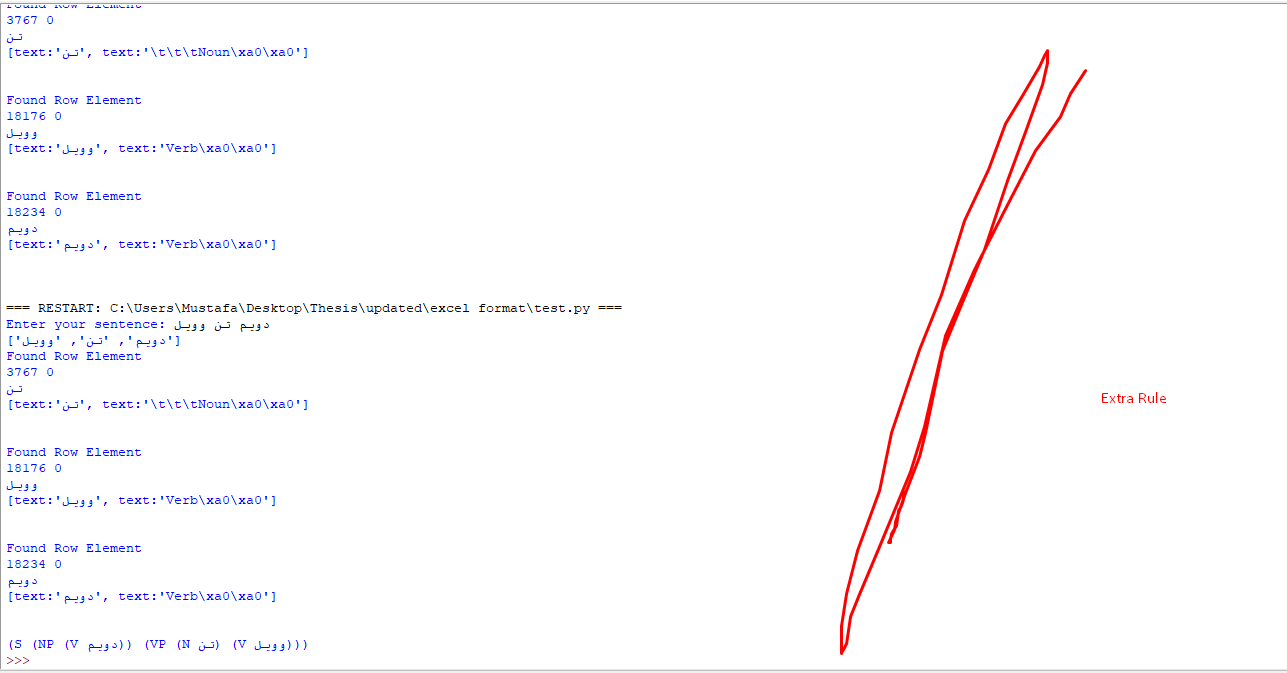 Found Row Element
3767 0
تن
[text:'تن', text:'\t\t\tNoun\xa0\xa0']
Found Row Element
18176 0
وویل
[text:'وویل', text:'Verb\xa0\xa0']
Found Row Element
18234 0
دویم
[text:'دویم', text:'Verb\xa0\xa0']
=== RESTART: C:\Users\Mustafa\Desktop\Thesis\updated\excel format\test.py ===
Enter your sentence: دویم تن وویل
['دویم', 'تن', 'وویل']
Found Row Element
3767 0
تن
[text:'تن', text:'\t\t\tNoun\xa0\xa0']
Extra Rule
Found Row Element
18176 0
وویل
[text:'وویل', text:'Verb\xa0\xa0']
Found Row Element
18234 0
دویم
[text:'دویم', text:'Verb\xa0\xa0']
(S (NP (V دویم)) (VP (N تن) (V وویل)))
>>>